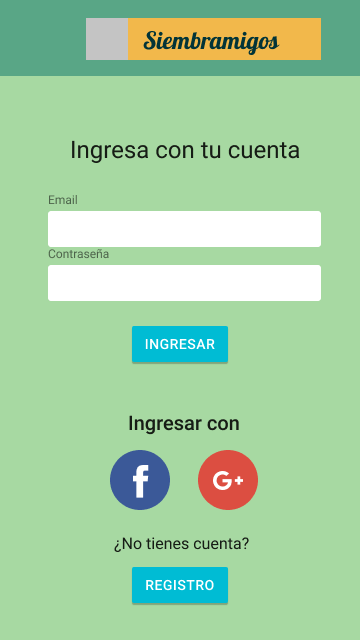 Siembramigos
Ingresa con tu cuenta
Email
Contraseña
INGRESAR
Ingresar con
f
G+
¿No tienes cuenta?
REGISTRO